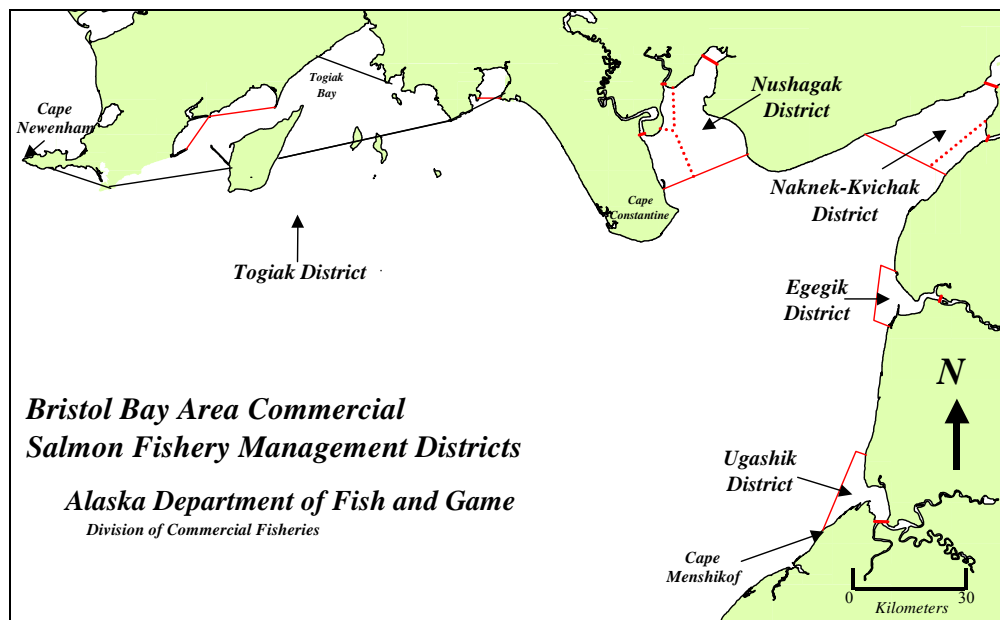 Togiak
Bay
Cape
Newenham
Nushagak
District
Naknek-Kvichak
District
Cape
Constantine
Togiak District
Egegik
District
N
Bristol Bay Area Commercial
Salmon Fishery Management Districts
Ugashik
District
Alaska Department of Fish and Game
Division of Commercial Fisheries
Cape
Menshikof
0
30
Kilometers